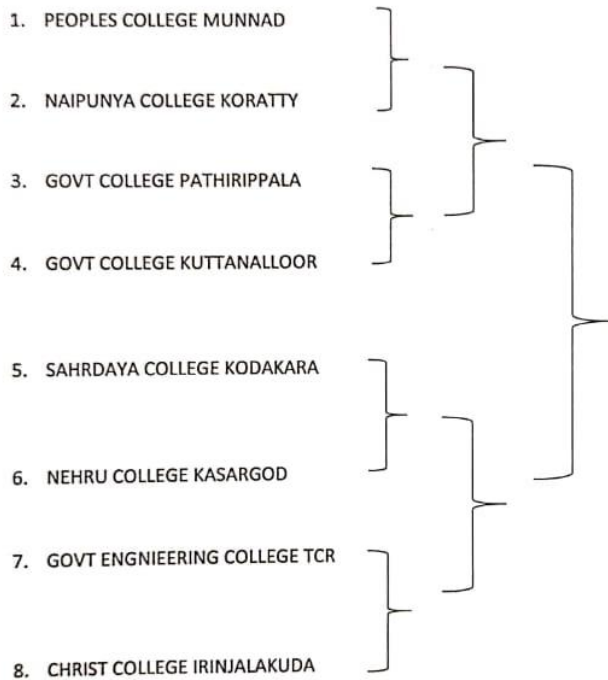 1. PEOPLES COLLEGE MUNNAD
2. NAIPUNYA COLLEGE KORATTY
3. GOVT COLLEGE PATHIRIPPALA
4. GOVT COLLEGE KUTTANALLOOR
5. SAHRDAYA COLLEGE KODAKARA
6. NEHRU COLLEGE KASARGOD
7. GOVT ENGNIEERING COLLEGE TCR
8. CHRIST COLLEGE IRINJALAKUDA